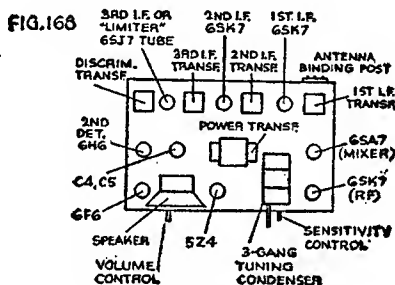 FIG.168
3RD I.F. OR
"LIMITER"
6SJ7 TUBE
2ND I.F.
6SK7
1ST I.F.
6SK7
DISCRIM.
TRANSF.
3RD I.F.
TRANSF.
2ND I.F.
TRANSF.
ANTENNA
BINDING POST
1ST I.F.
TRANSF.
2ND
DET.
6H6
POWER TRANSF.
6SA7
(MIXER)
C4, C5
6SK7
(RF)
6F6
SPEAKER
5Z4
SENSITIVITY
CONTROL
VOLUME
CONTROL
3-GANG
TUNING
CONDENSER